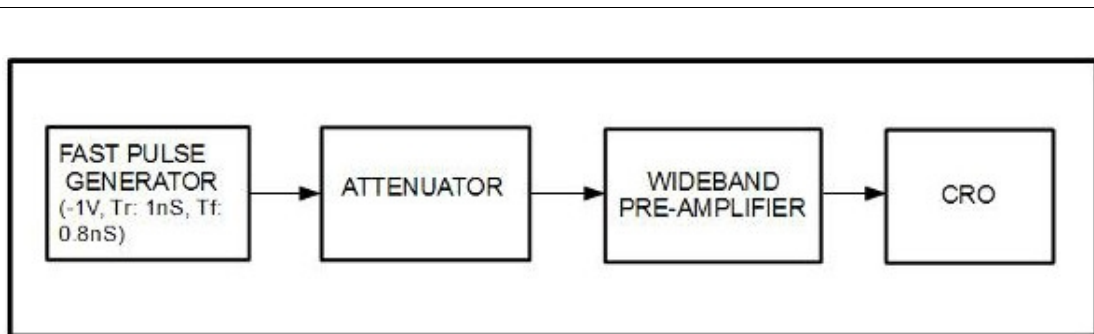 FAST PULSE
GENERATOR
(-1V, Tr: 1nS, Tf:
0.8nS)
ATTENUATOR
WIDEBAND
PRE-AMPLIFIER
CRO